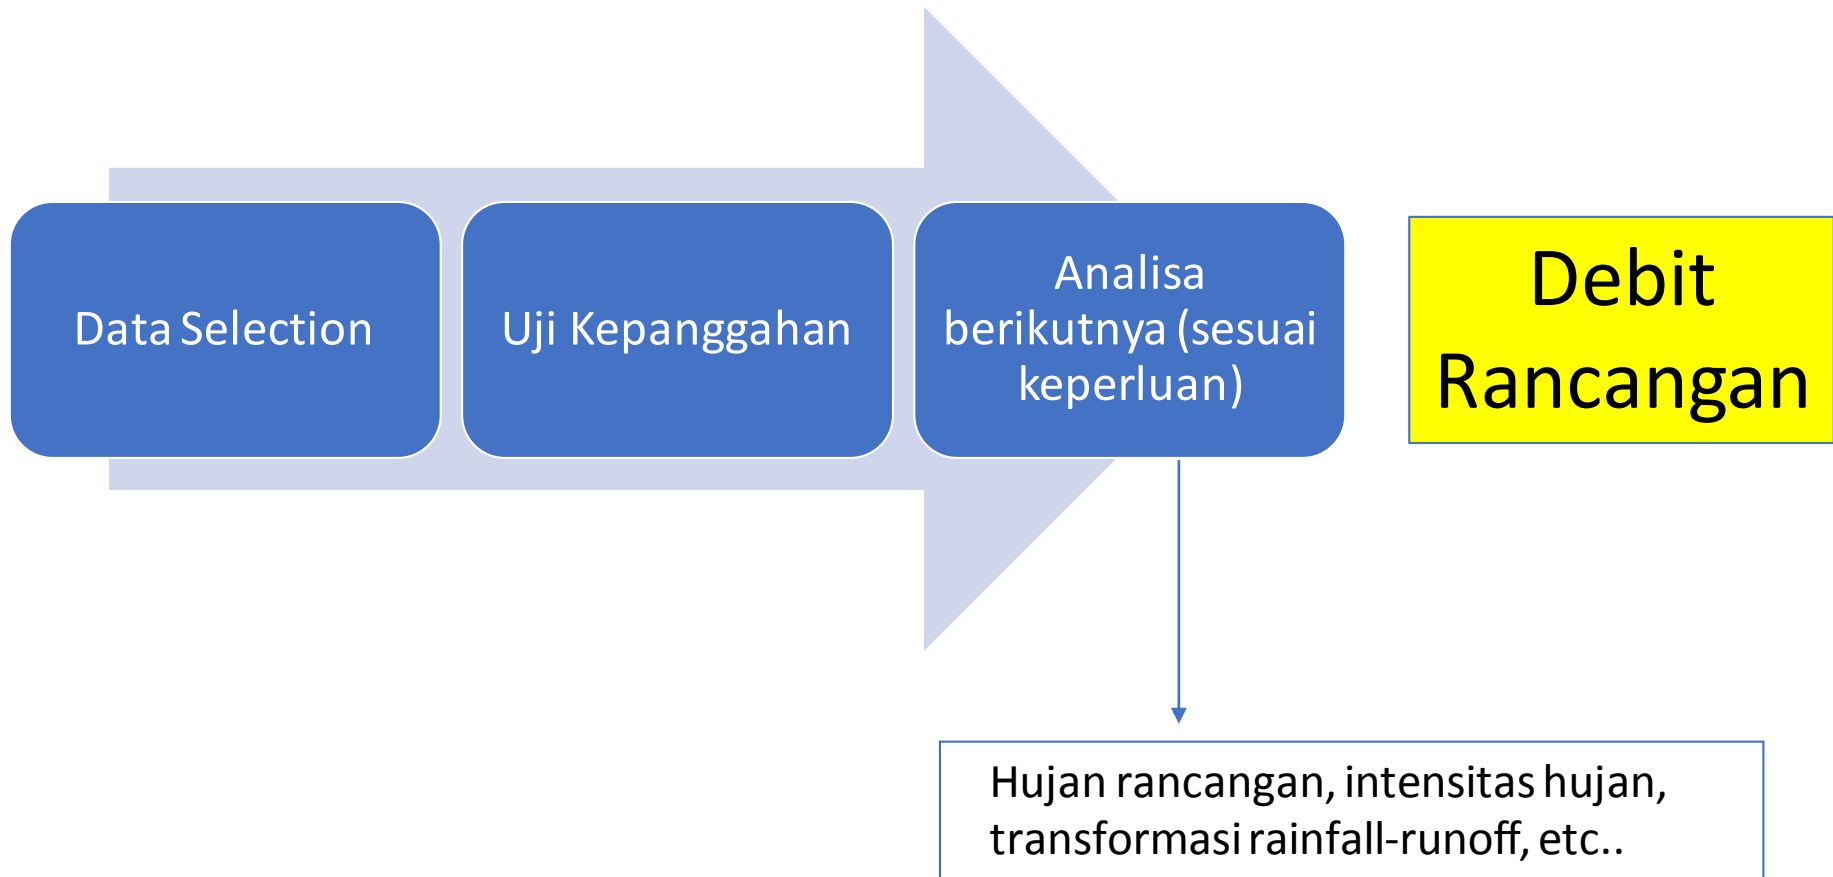 Data Selection
Uji Kepanggahan
Analisa
berikutnya (sesuai
keperluan)
Debit
Rancangan
Hujan rancangan, intensitas hujan,
transformasi rainfall-runoff, etc..